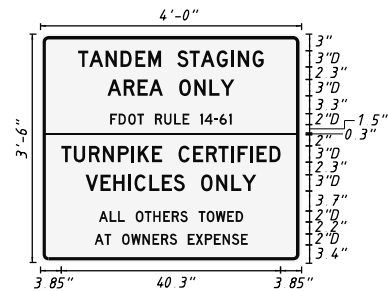 4'-0"
TANDEM STAGING
AREA ONLY
FDOT RULE 14-61
TURNPIKE CERTIFIED
VEHICLES ONLY
ALL OTHERS TOWED
AT OWNERS EXPENSE
3'-6"
3"
3"D
2.3"
3"D
3.3"
2"D
1.5"
0.3"
2"
3"D
2.3"
3"D
3.7"
2"D
2.2"
2"D
3.4"
3.85"
40.3"
3.85"